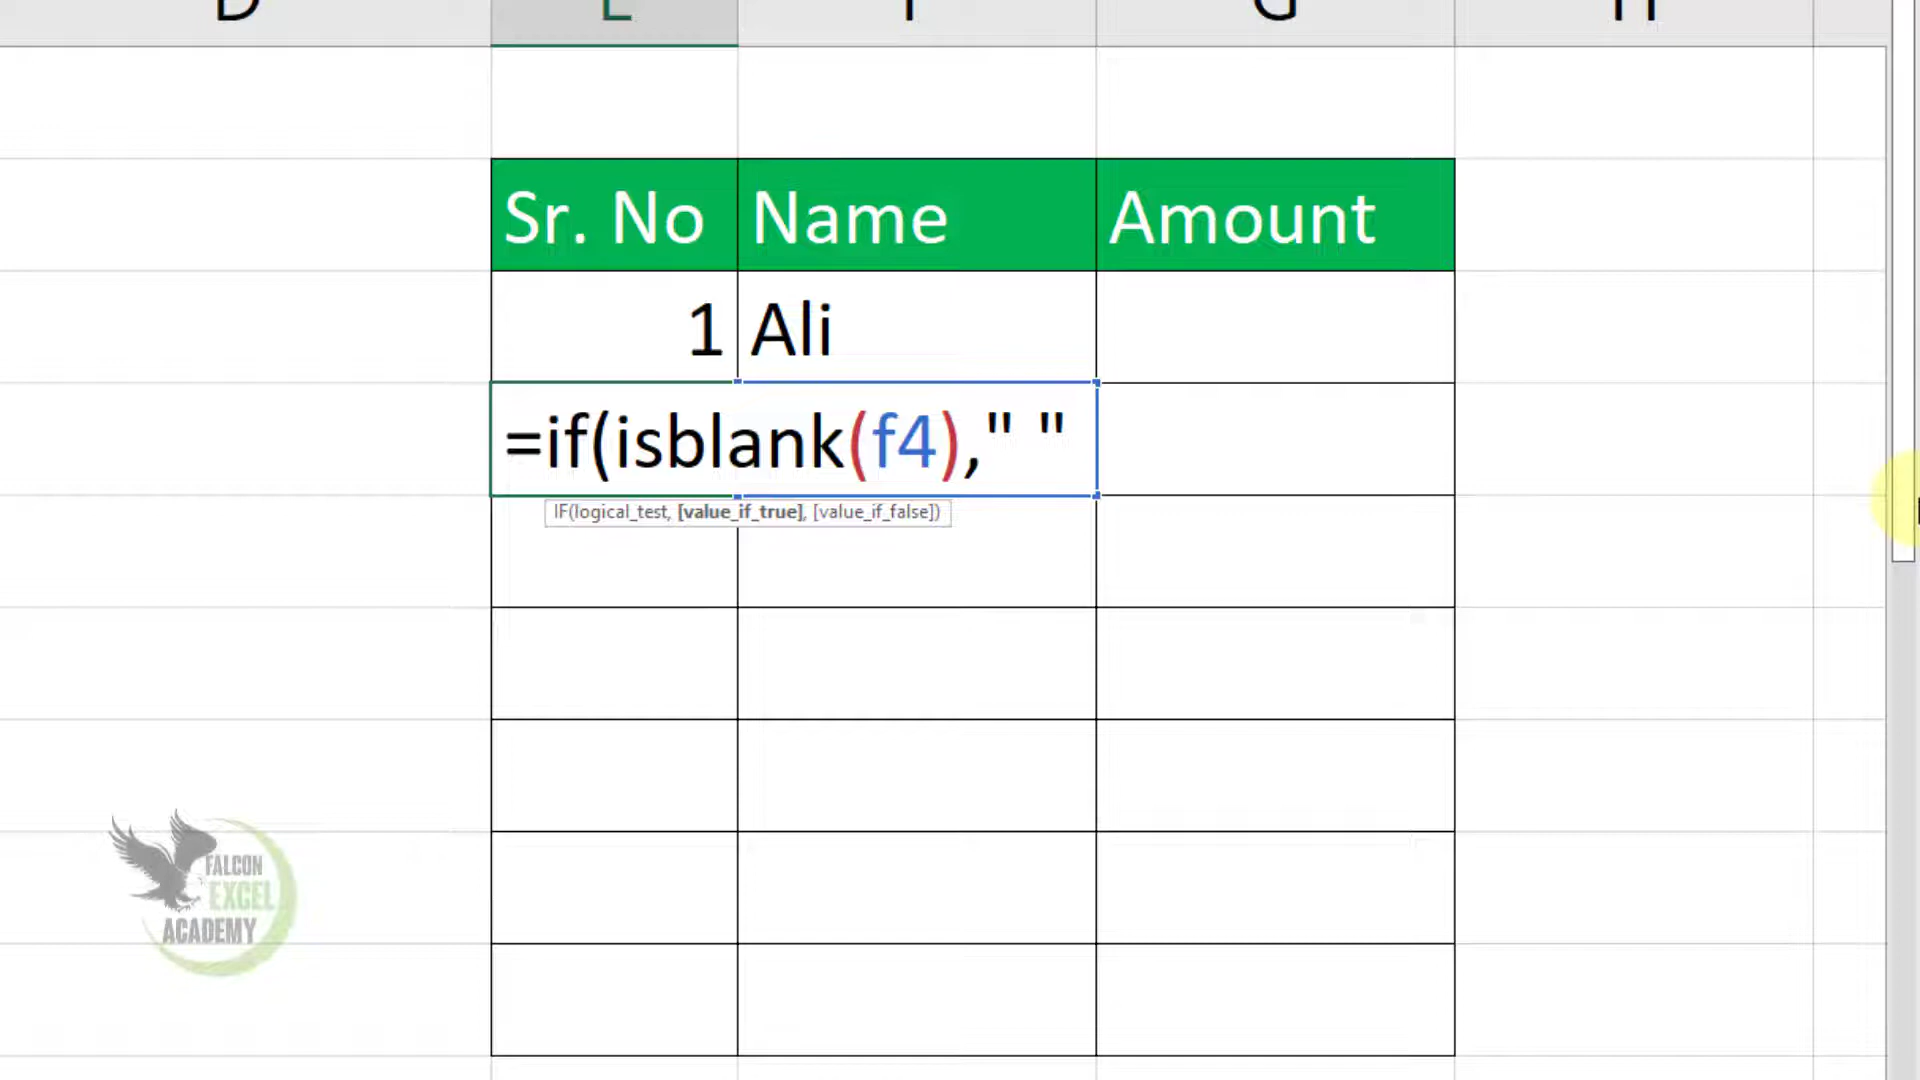 D E F G H
Sr. No Name Amount
1 Ali
=if(isblank(f4)," "
IF(logical_test, [value_if_true], [value_if_false])
FALCON
EXCEL
ACADEMY